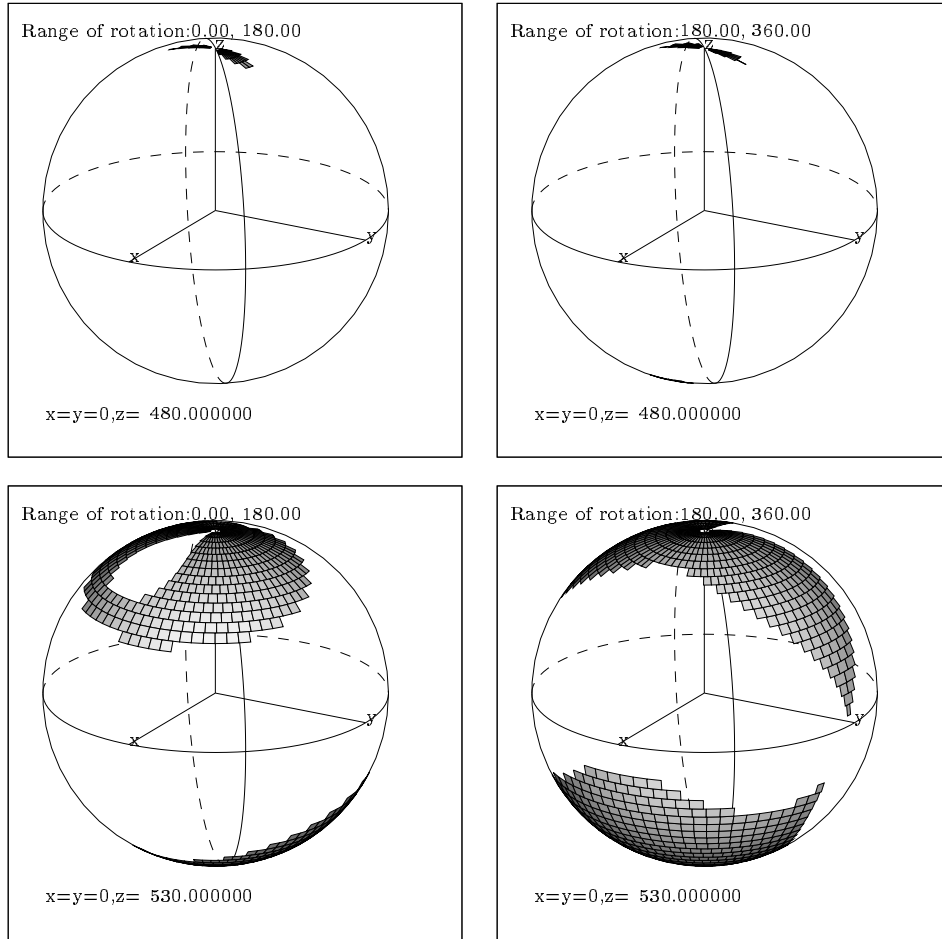 Range of rotation:0.00, 180.00
z
x
y
x=y=0,z= 480.000000
Range of rotation:180.00, 360.00
z
x
y
x=y=0,z= 480.000000
Range of rotation:0.00, 180.00
x
y
x=y=0,z= 530.000000
Range of rotation:180.00, 360.00
x
y
x=y=0,z= 530.000000